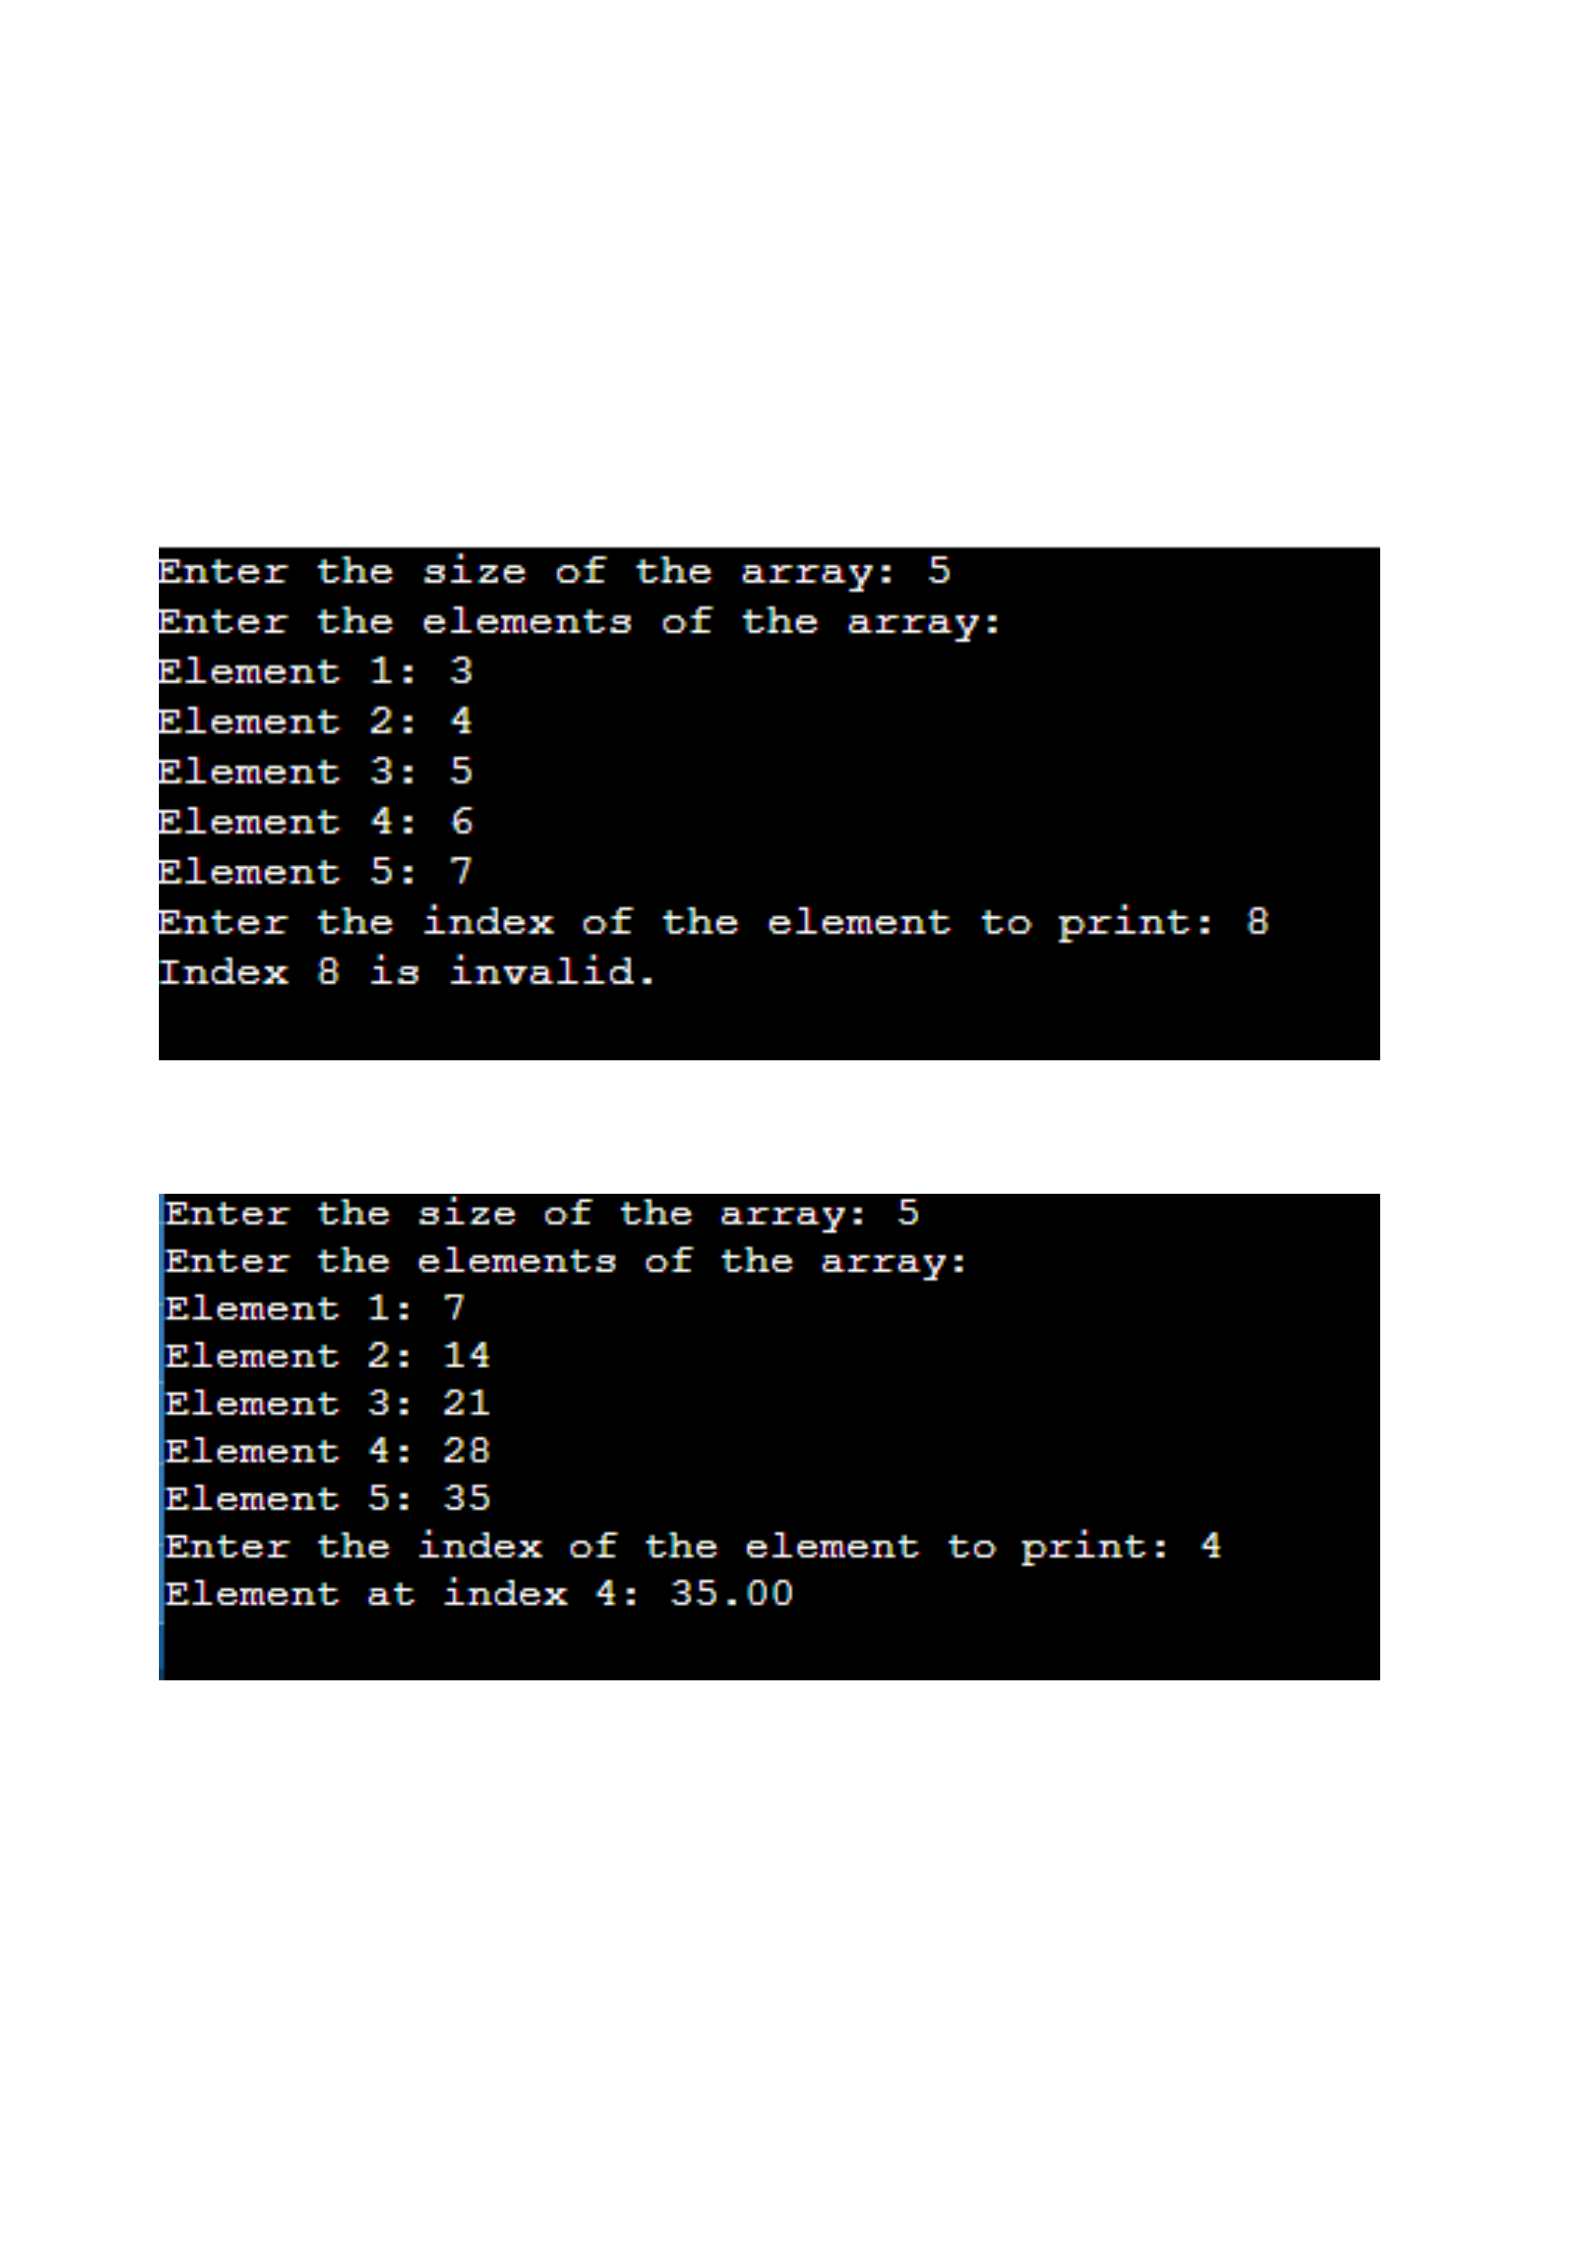 Enter the size of the array: 5
Enter the elements of the array:
Element 1: 3
Element 2: 4
Element 3: 5
Element 4: 6
Element 5: 7
Enter the index of the element to print: 8
Index 8 is invalid.
Enter the size of the array: 5
Enter the elements of the array:
Element 1: 7
Element 2: 14
Element 3: 21
Element 4: 28
Element 5: 35
Enter the index of the element to print: 4
Element at index 4: 35.00